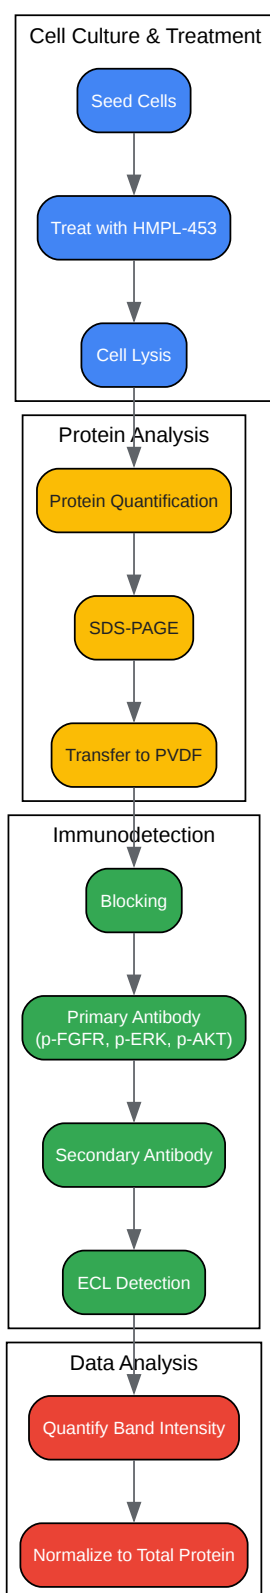 Cell Culture & Treatment
Seed Cells
Treat with HMPL-453
Cell Lysis
Protein Analysis
Protein Quantification
SDS-PAGE
Transfer to PVDF
Immunodetection
Blocking
Primary Antibody
(p-FGFR, p-ERK, p-AKT)
Secondary Antibody
ECL Detection
Data Analysis
Quantify Band Intensity
Normalize to Total Protein